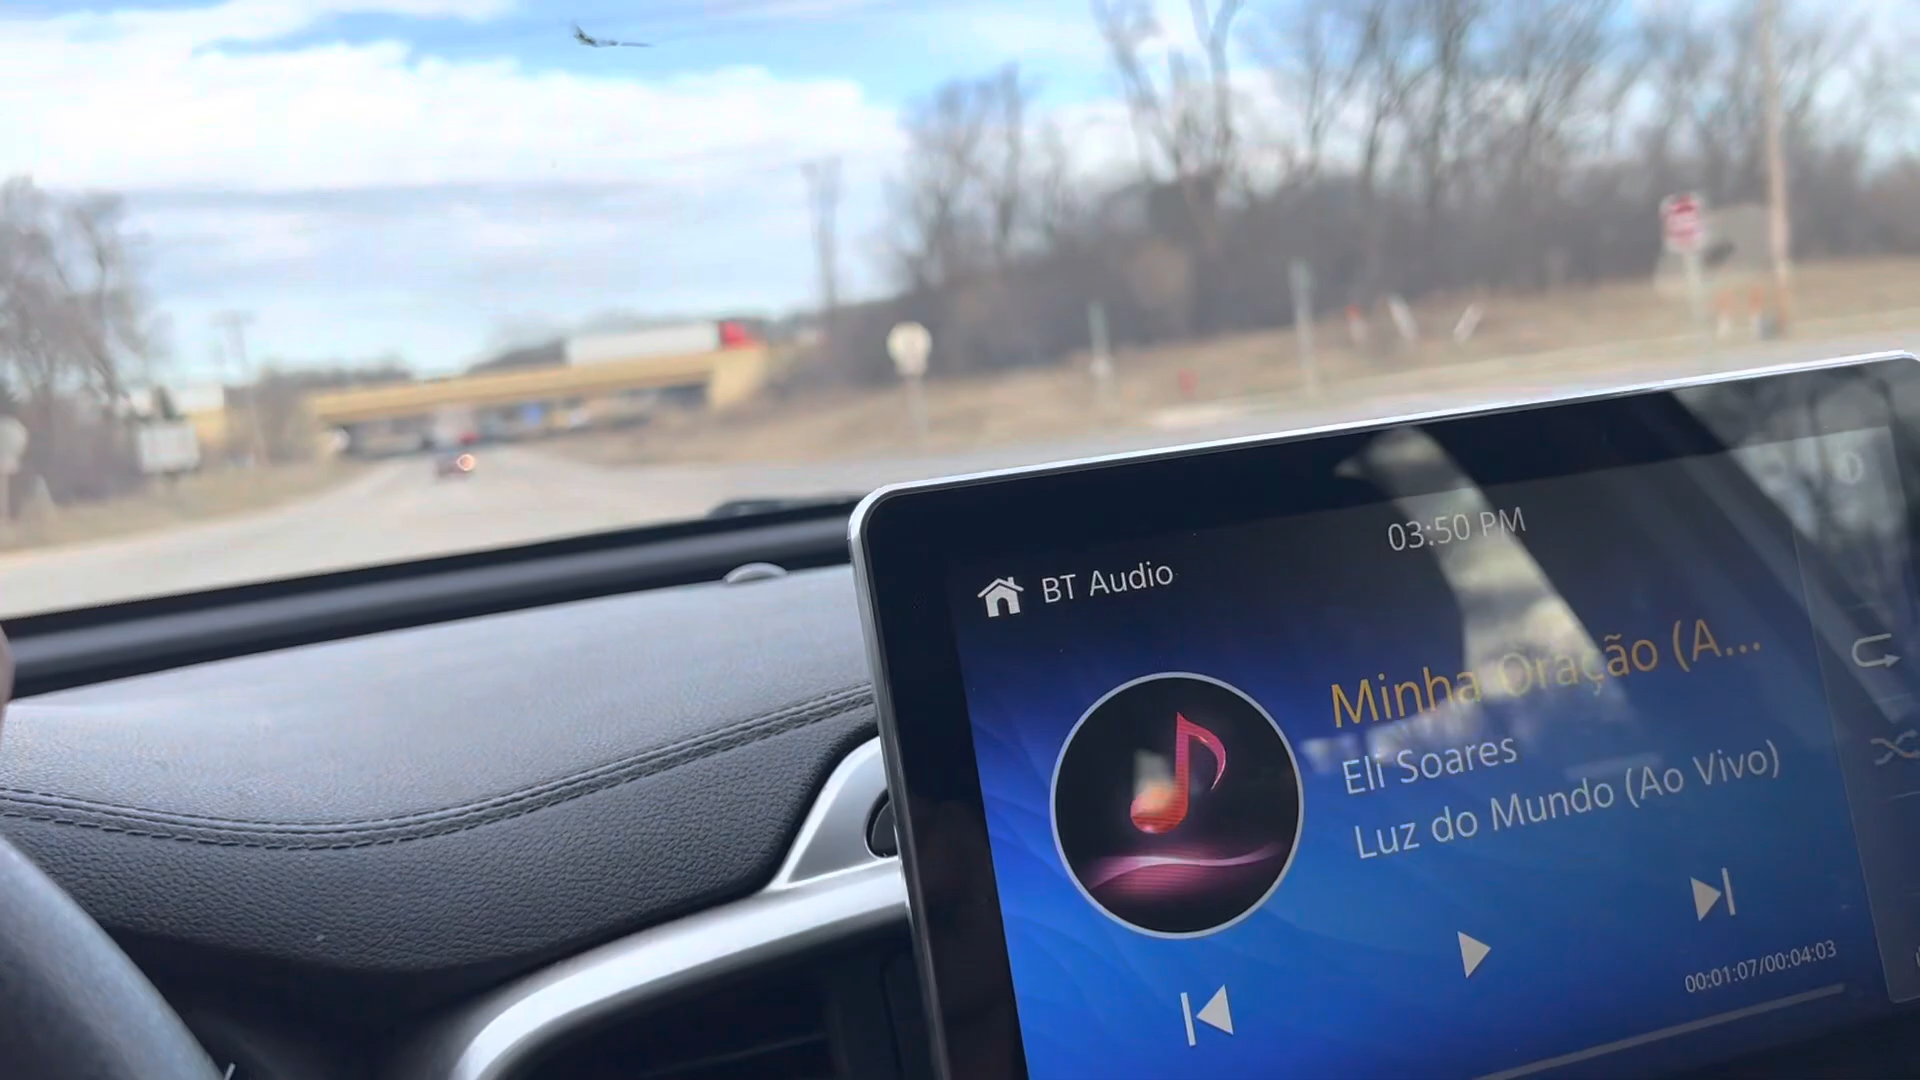 03:50 PM
BT Audio
Minha Oração (A...
Eli Soares
Luz do Mundo (Ao Vivo)
00:01:07/00:04:03